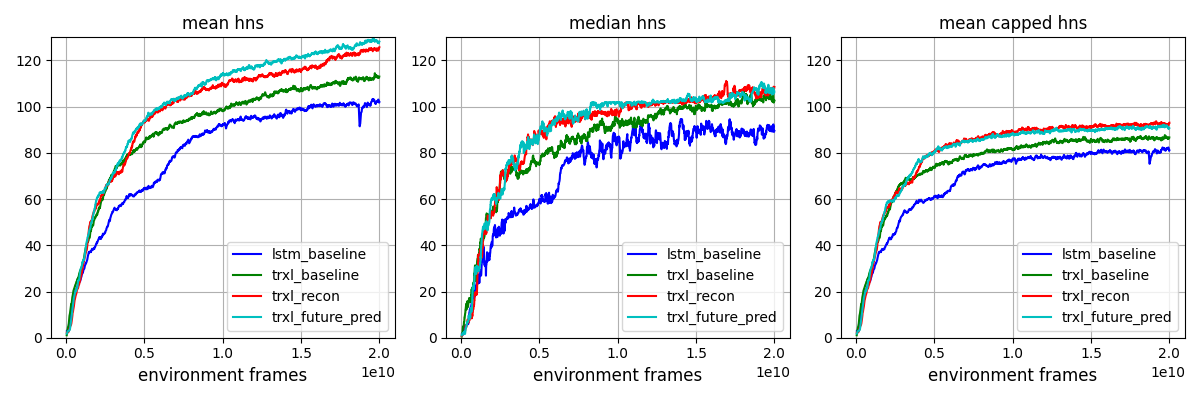 mean hns
120
100
80
60
40
20
0
lstm_baseline
trxl_baseline
trxl_recon
trxl_future_pred
0.0 0.5 1.0 1.5 2.0
1e10
environment frames
median hns
120
100
80
60
40
20
0
lstm_baseline
trxl_baseline
trxl_recon
trxl_future_pred
0.0 0.5 1.0 1.5 2.0
1e10
environment frames
mean capped hns
120
100
80
60
40
20
0
lstm_baseline
trxl_baseline
trxl_recon
trxl_future_pred
0.0 0.5 1.0 1.5 2.0
1e10
environment frames